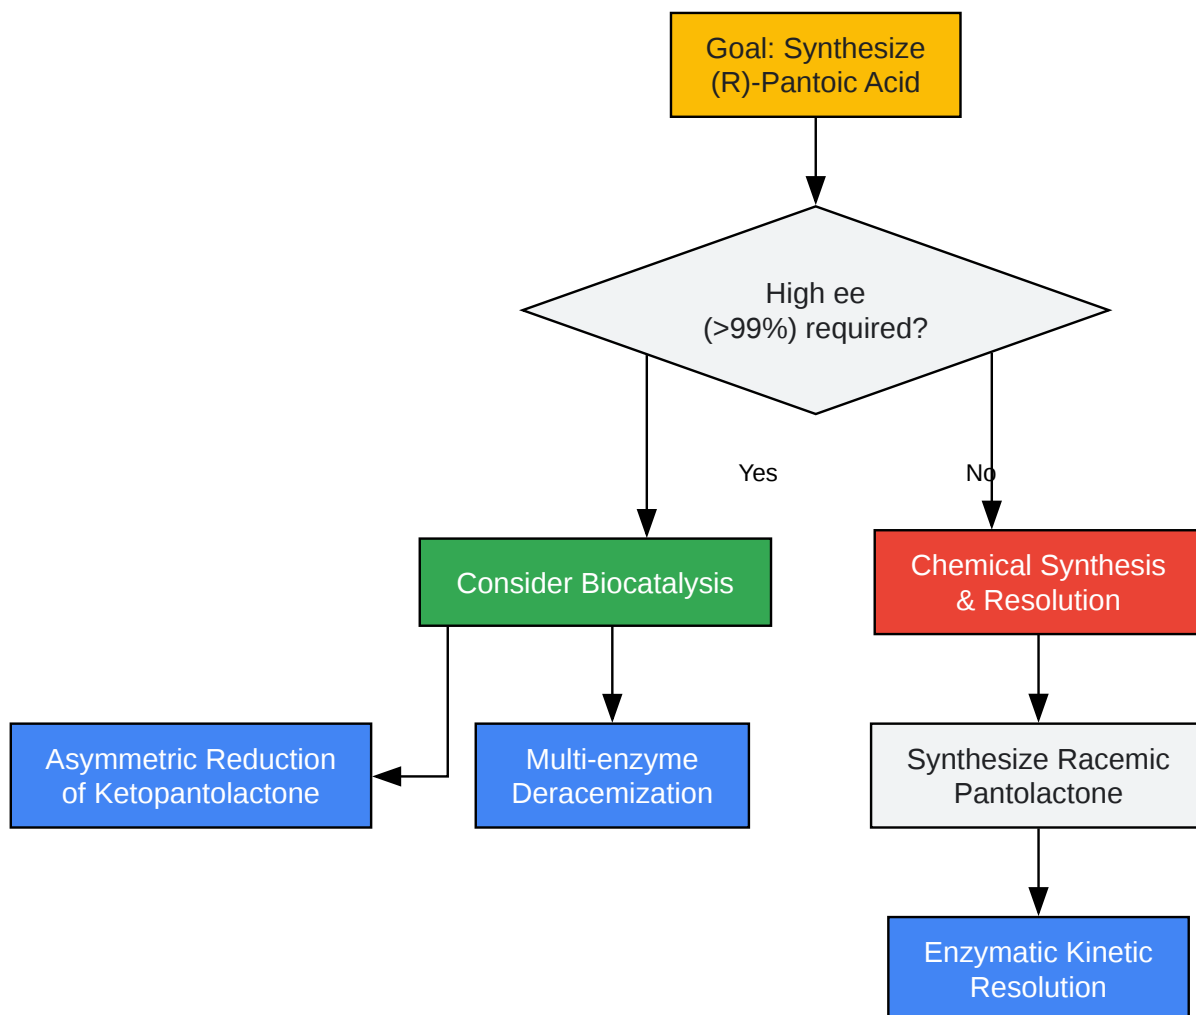 Goal: Synthesize
(R)-Pantoic Acid
High ee
(>99%) required?
Yes
No
Consider Biocatalysis
Chemical Synthesis
& Resolution
Asymmetric Reduction
of Ketopantolactone
Multi-enzyme
Deracemization
Synthesize Racemic
Pantolactone
Enzymatic Kinetic
Resolution